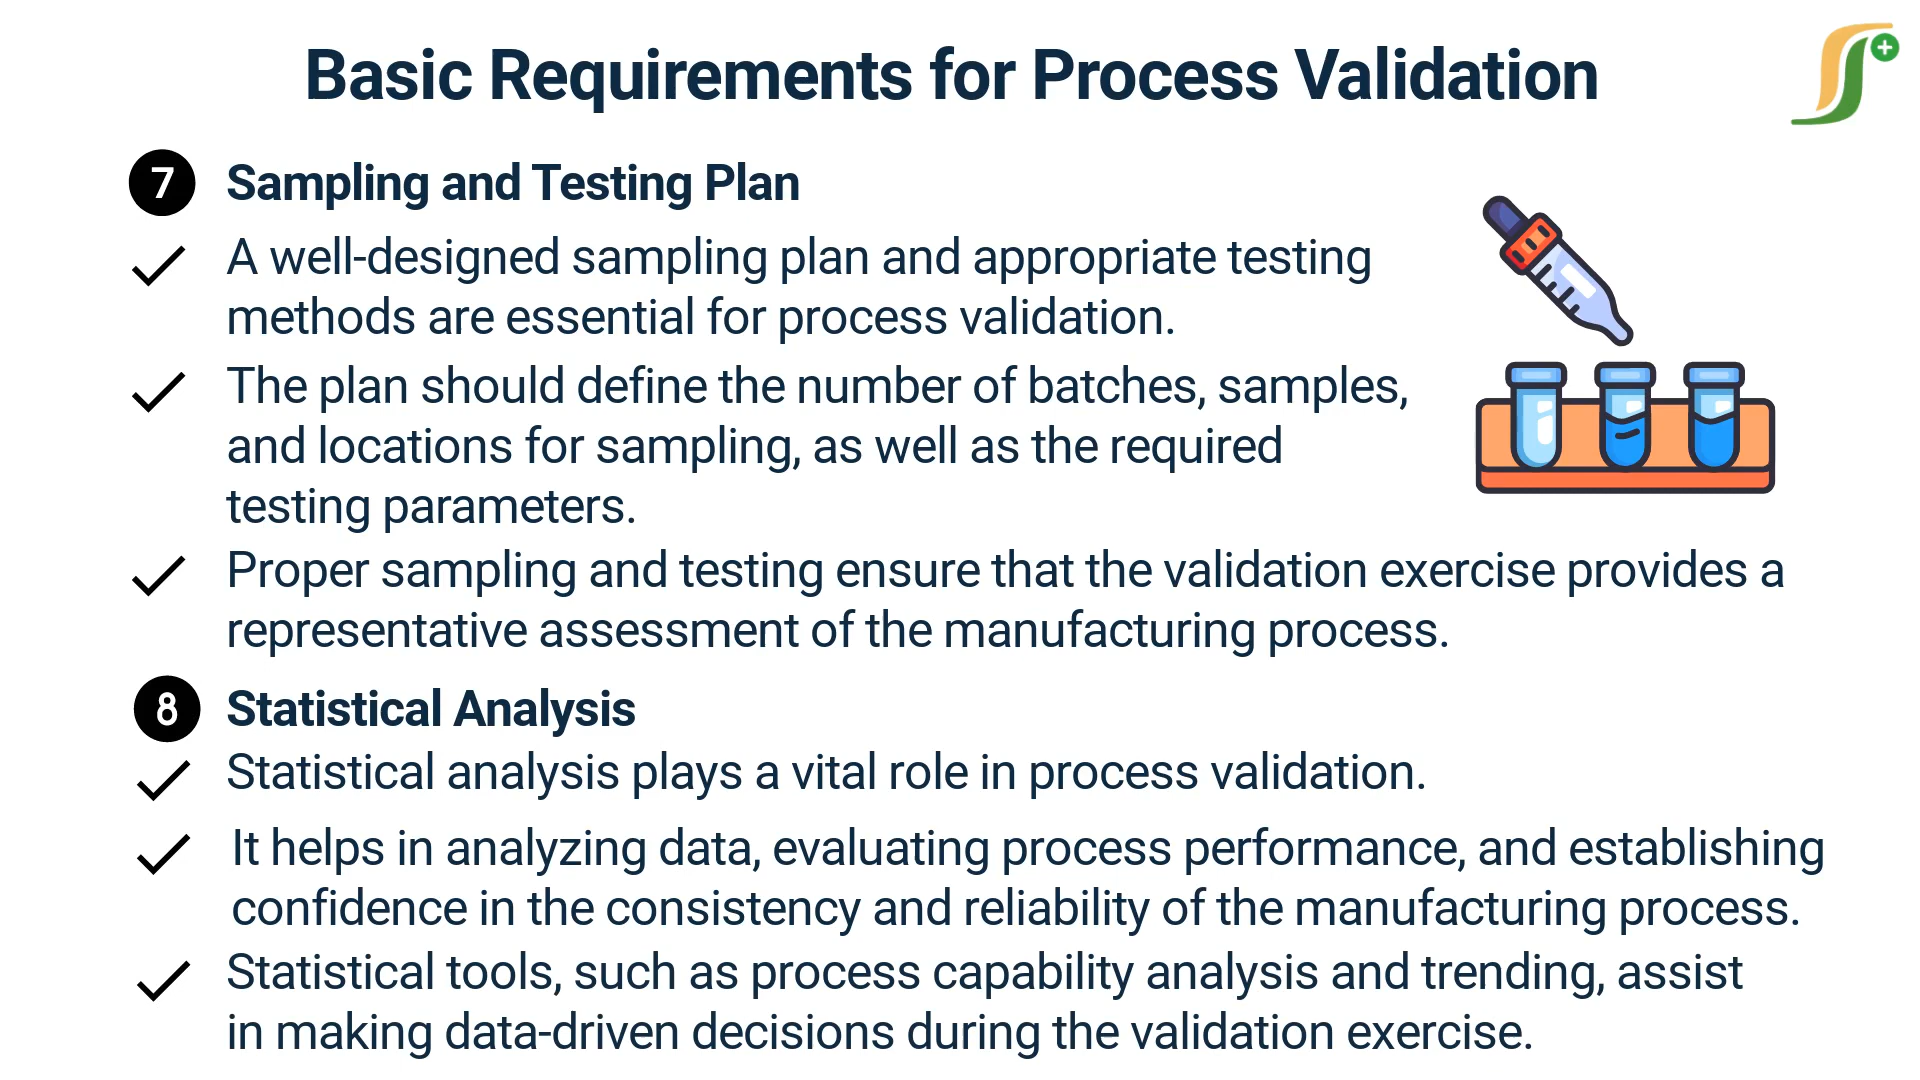 Basic Requirements for Process Validation
7 Sampling and Testing Plan
A well-designed sampling plan and appropriate testing
methods are essential for process validation.
The plan should define the number of batches, samples,
and locations for sampling, as well as the required
testing parameters.
Proper sampling and testing ensure that the validation exercise provides a
representative assessment of the manufacturing process.
8 Statistical Analysis
Statistical analysis plays a vital role in process validation.
It helps in analyzing data, evaluating process performance, and establishing
confidence in the consistency and reliability of the manufacturing process.
Statistical tools, such as process capability analysis and trending, assist
in making data-driven decisions during the validation exercise.